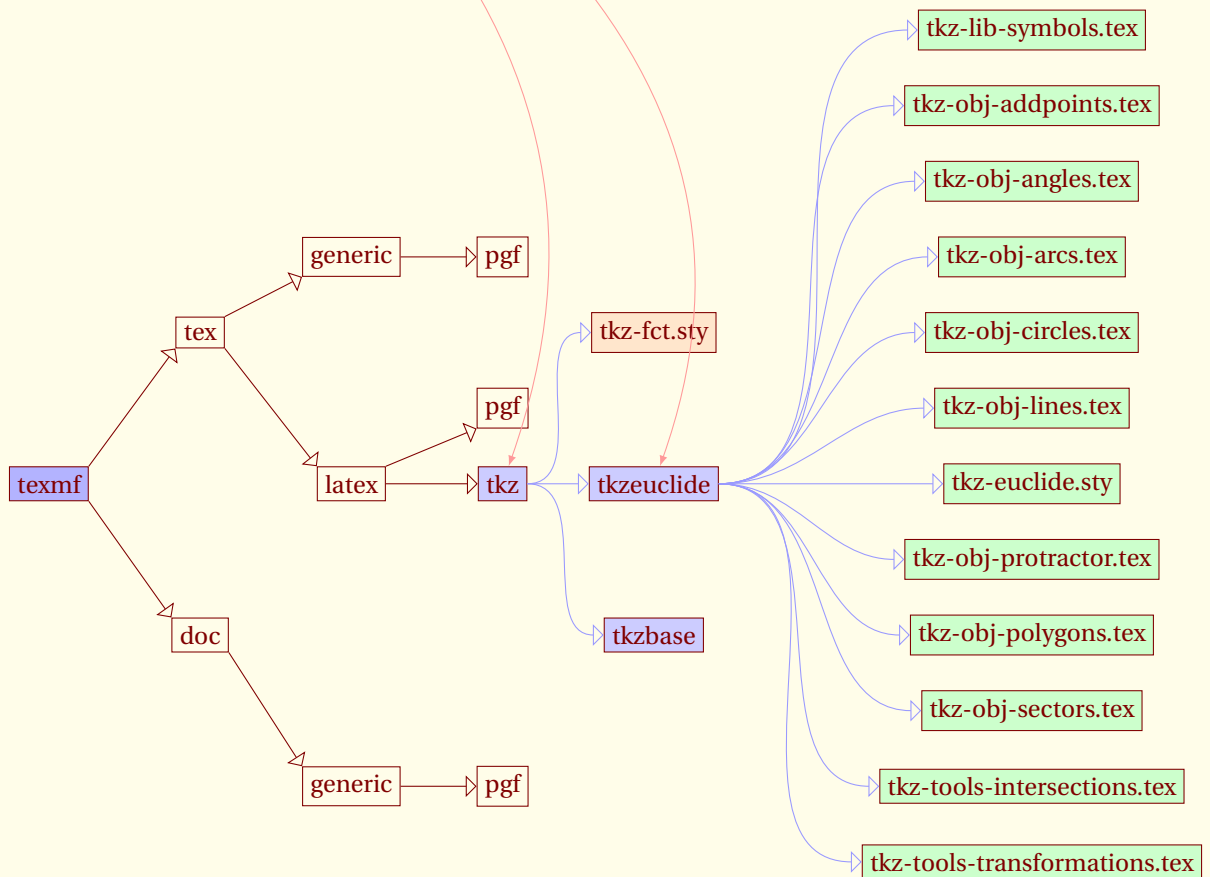 tkz-lib-symbols.tex
tkz-obj-addpoints.tex
tkz-obj-angles.tex
generic
pgf
tkz-obj-arcs.tex
tex
tkz-fct.sty
tkz-obj-circles.tex
pgf
tkz-obj-lines.tex
texmf
latex
tkz
tkzeuclide
tkz-euclide.sty
tkz-obj-protractor.tex
doc
tkzbase
tkz-obj-polygons.tex
tkz-obj-sectors.tex
generic
pgf
tkz-tools-intersections.tex
tkz-tools-transformations.tex